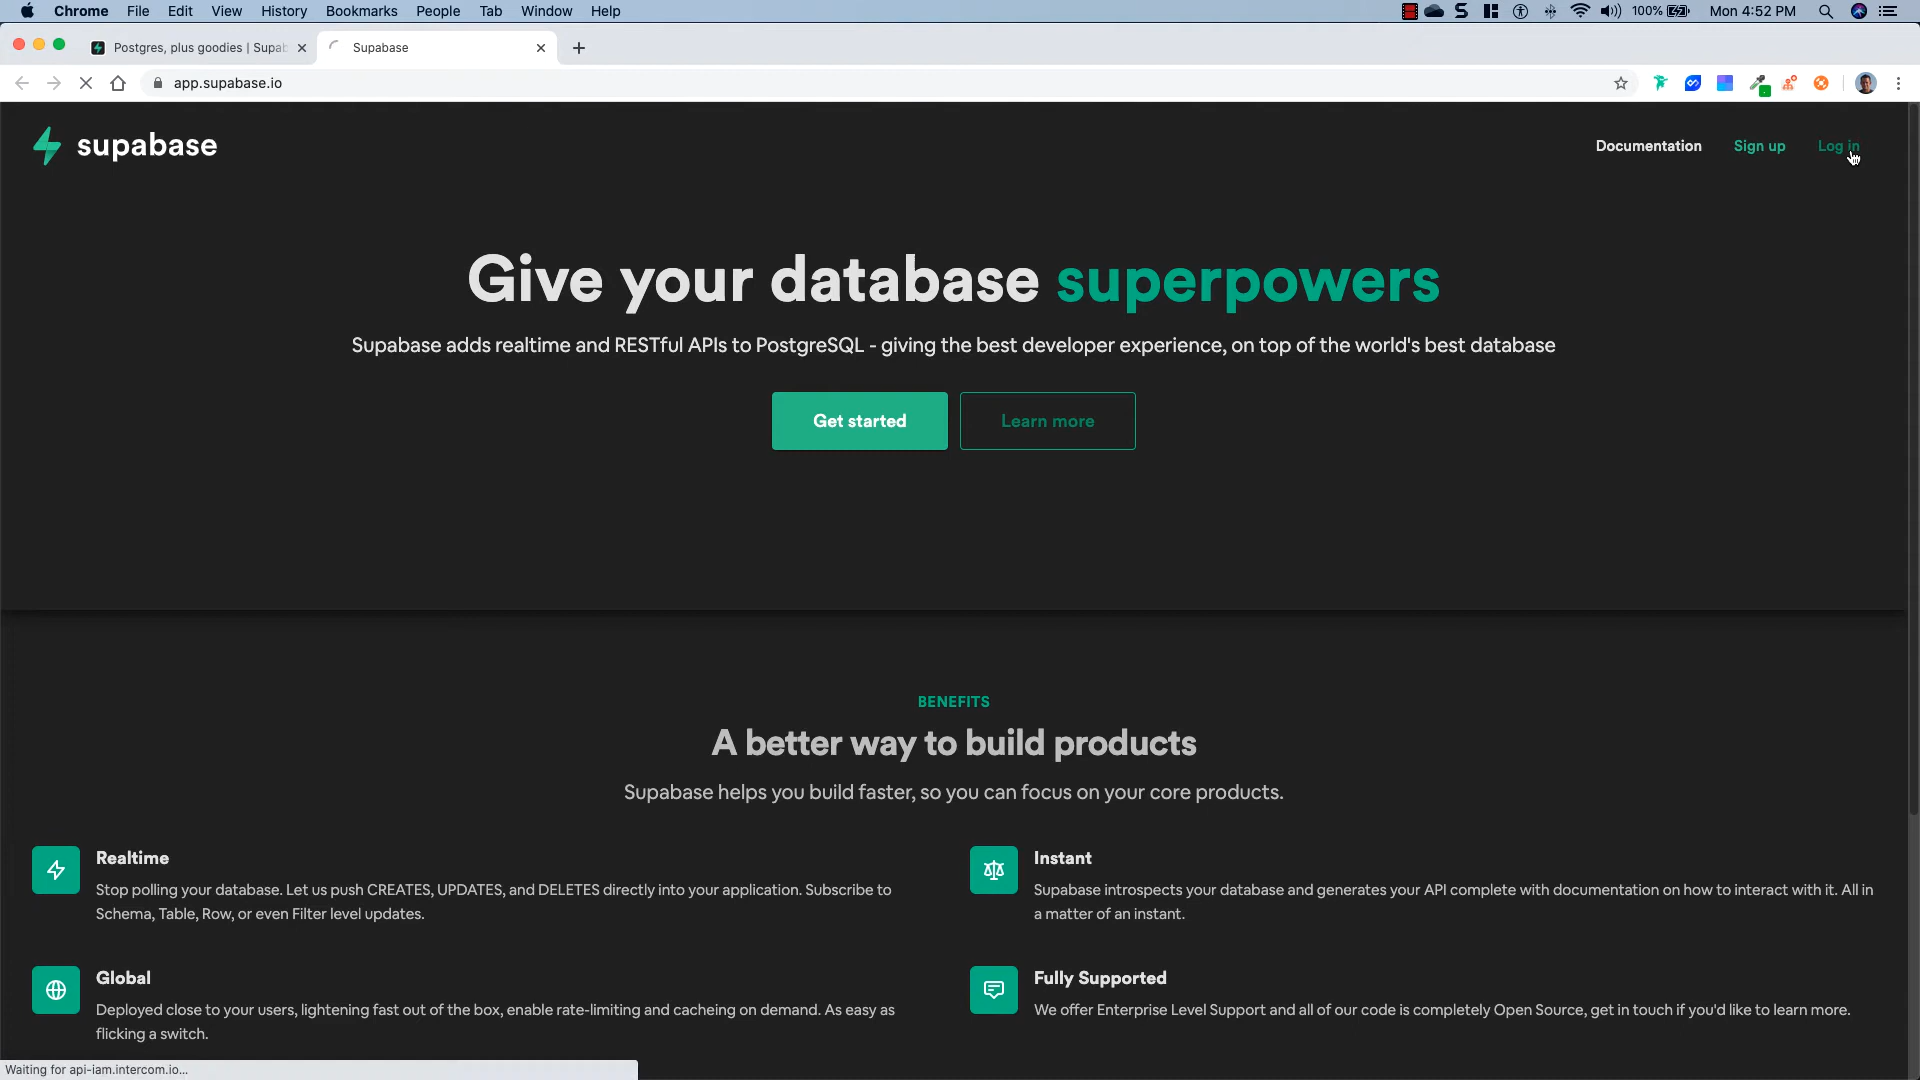 Chrome File Edit View History Bookmarks People Tab Window Help 100% Mon 4:52 PM
Postgres, plus goodies | Supab
Supabase
app.supabase.io
supabase
Documentation Sign up Log in
Give your database superpowers
Supabase adds realtime and RESTful APIs to PostgreSQL - giving the best developer experience, on top of the world's best database
Get started
Learn more
BENEFITS
A better way to build products
Supabase helps you build faster, so you can focus on your core products.
Realtime
Stop polling your database. Let us push CREATES, UPDATES, and DELETES directly into your application. Subscribe to
Schema, Table, Row, or even Filter level updates.
Instant
Supabase introspects your database and generates your API complete with documentation on how to interact with it. All in
a matter of an instant.
Global
Deployed close to your users, lightening fast out of the box, enable rate-limiting and cacheing on demand. As easy as
flicking a switch.
Fully Supported
We offer Enterprise Level Support and all of our code is completely Open Source, get in touch if you'd like to learn more.
Waiting for api-iam.intercom.io...